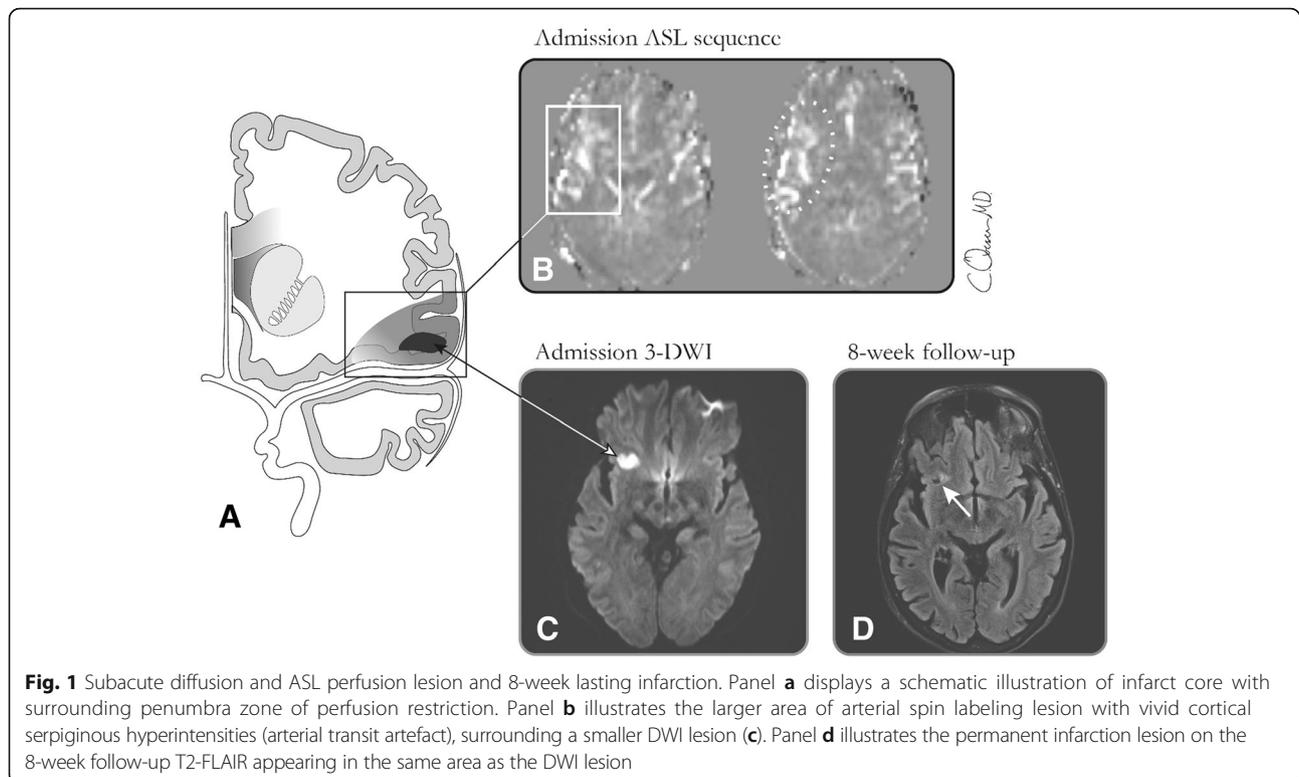 Admission ASL sequence
B
A
Admission 3-DWI
8-week follow-up
C
D
Fig. 1 Subacute diffusion and ASL perfusion lesion and 8-week lasting infarction. Panel a displays a schematic illustration of infarct core with
surrounding penumbra zone of perfusion restriction. Panel b illustrates the larger area of arterial spin labeling lesion with vivid cortical
serpiginous hyperintensities (arterial transit artefact), surrounding a smaller DWI lesion (c). Panel d illustrates the permanent infarction lesion on the
8-week follow-up T2-FLAIR appearing in the same area as the DWI lesion